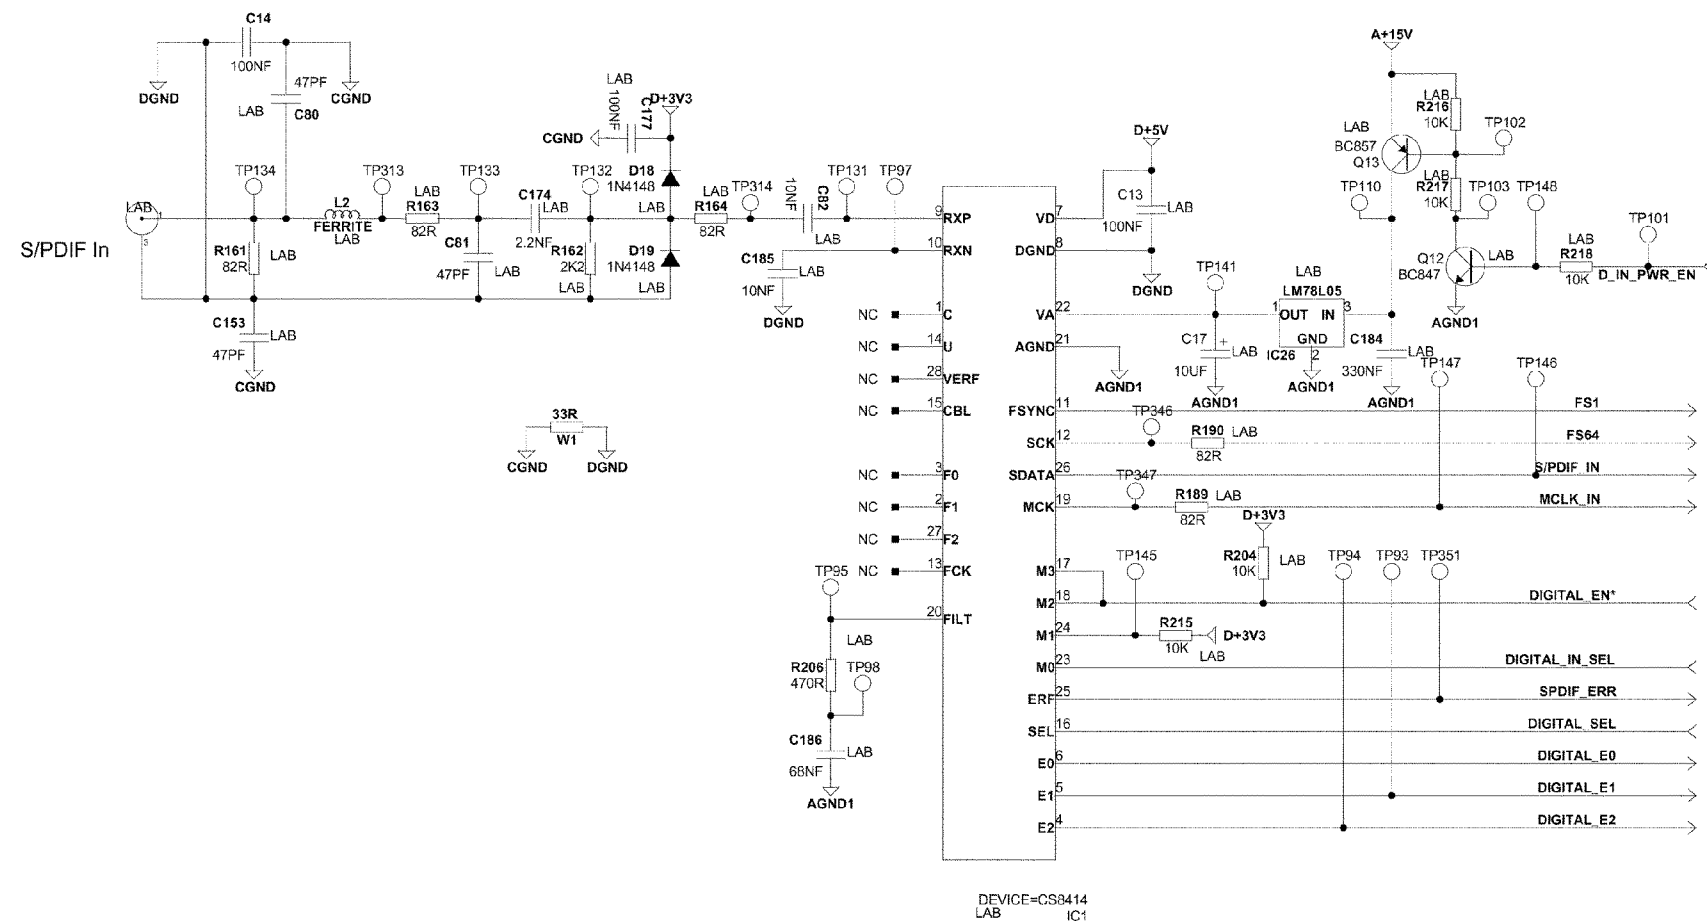 C14
LAB
100NF
LAB
DGND
CGND
47PF
LAB
C80
A+15V
LAB
R216
10K
TP102
LAB
BC857
Q13
LAB
R217
10K
TP103
TP148
TP110
TP101
LAB
100NF
C177
D+3V3
CGND
D+5V
C13
LAB
100NF
DGND
TP134
TP313
TP133
TP132
D18
1N4148
LAB
LAB
TP314
TP131
TP97
LAB
1
3
S/PDIF In
L2
FERRITE
LAB
LAB
R163
82R
C174
LAB
2.2NF
R164
82R
10NF
C82
LAB
R161
82R
LAB
C81
47PF
LAB
R162
2K2
LAB
D19
1N4148
LAB
LAB
C185
LAB
10NF
DGND
C153
LAB
47PF
CGND
33R
W1
CGND
DGND
9
RXP
10
RXN
NC
1
C
NC
14
U
NC
28
VERF
NC
15
CBL
NC
3
F0
NC
2
F1
NC
27
F2
NC
13
FCK
20
FILT
TP95
LAB
R206
470R
TP98
C186
LAB
68NF
AGND1
VD
7
DGND
8
VA
22
AGND
21
FSYNC
11
SCK
12
SDATA
26
MCK
19
M3
17
M2
18
M1
24
M0
23
ERF
25
SEL
16
E0
6
E1
5
E2
4
Q12
BC847
LAB
LAB
R218
10K
D_IN_PWR_EN
AGND1
TP141
LAB
LM78L05
1
OUT
IN
3
GND
IC26
2
AGND1
C17
+
LAB
10UF
AGND1
C184
LAB
330NF
AGND1
AGND1
TP147
TP146
TP346
FS1
R190
LAB
82R
FS64
TP347
S/PDIF_IN
R189
LAB
82R
MCLK_IN
D+3V3
R204
10K
LAB
TP145
TP94
TP93
TP351
DIGITAL_EN*
R215
10K
LAB
D+3V3
DIGITAL_IN_SEL
SPDIF_ERR
DIGITAL_SEL
DIGITAL_E0
DIGITAL_E1
DIGITAL_E2
DEVICE=CS8414
LAB
IC1